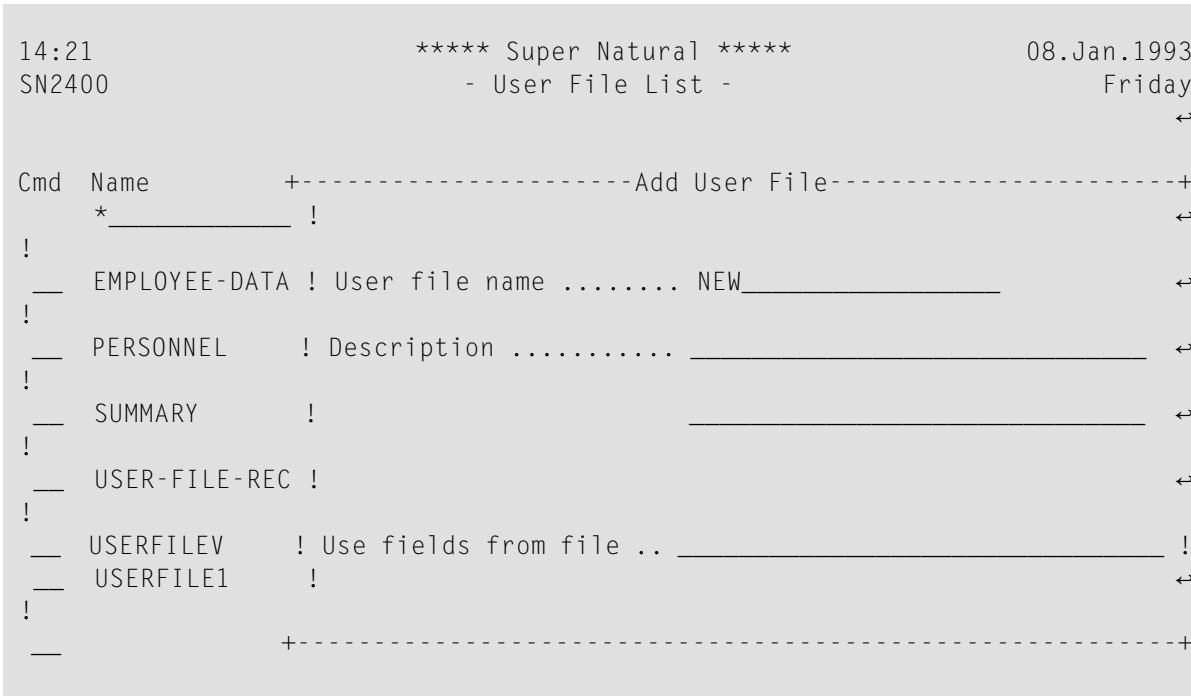 14:21 ***** Super Natural ***** 08.Jan.1993
SN2400 - User File List - Friday
↵
Cmd Name +----------------------Add User File-----------------------+
*____________ ! ↵
!
__ EMPLOYEE-DATA ! User file name ........ NEW_________________ ↵
!
__ PERSONNEL ! Description ........... ______________________________ ↵
!
__ SUMMARY ! ______________________________ ↵
!
__ USER-FILE-REC ! ↵
!
__ USERFILEV ! Use fields from file .. ________________________________ !
__ USERFILE1 ! ↵
!
__ +----------------------------------------------------------+